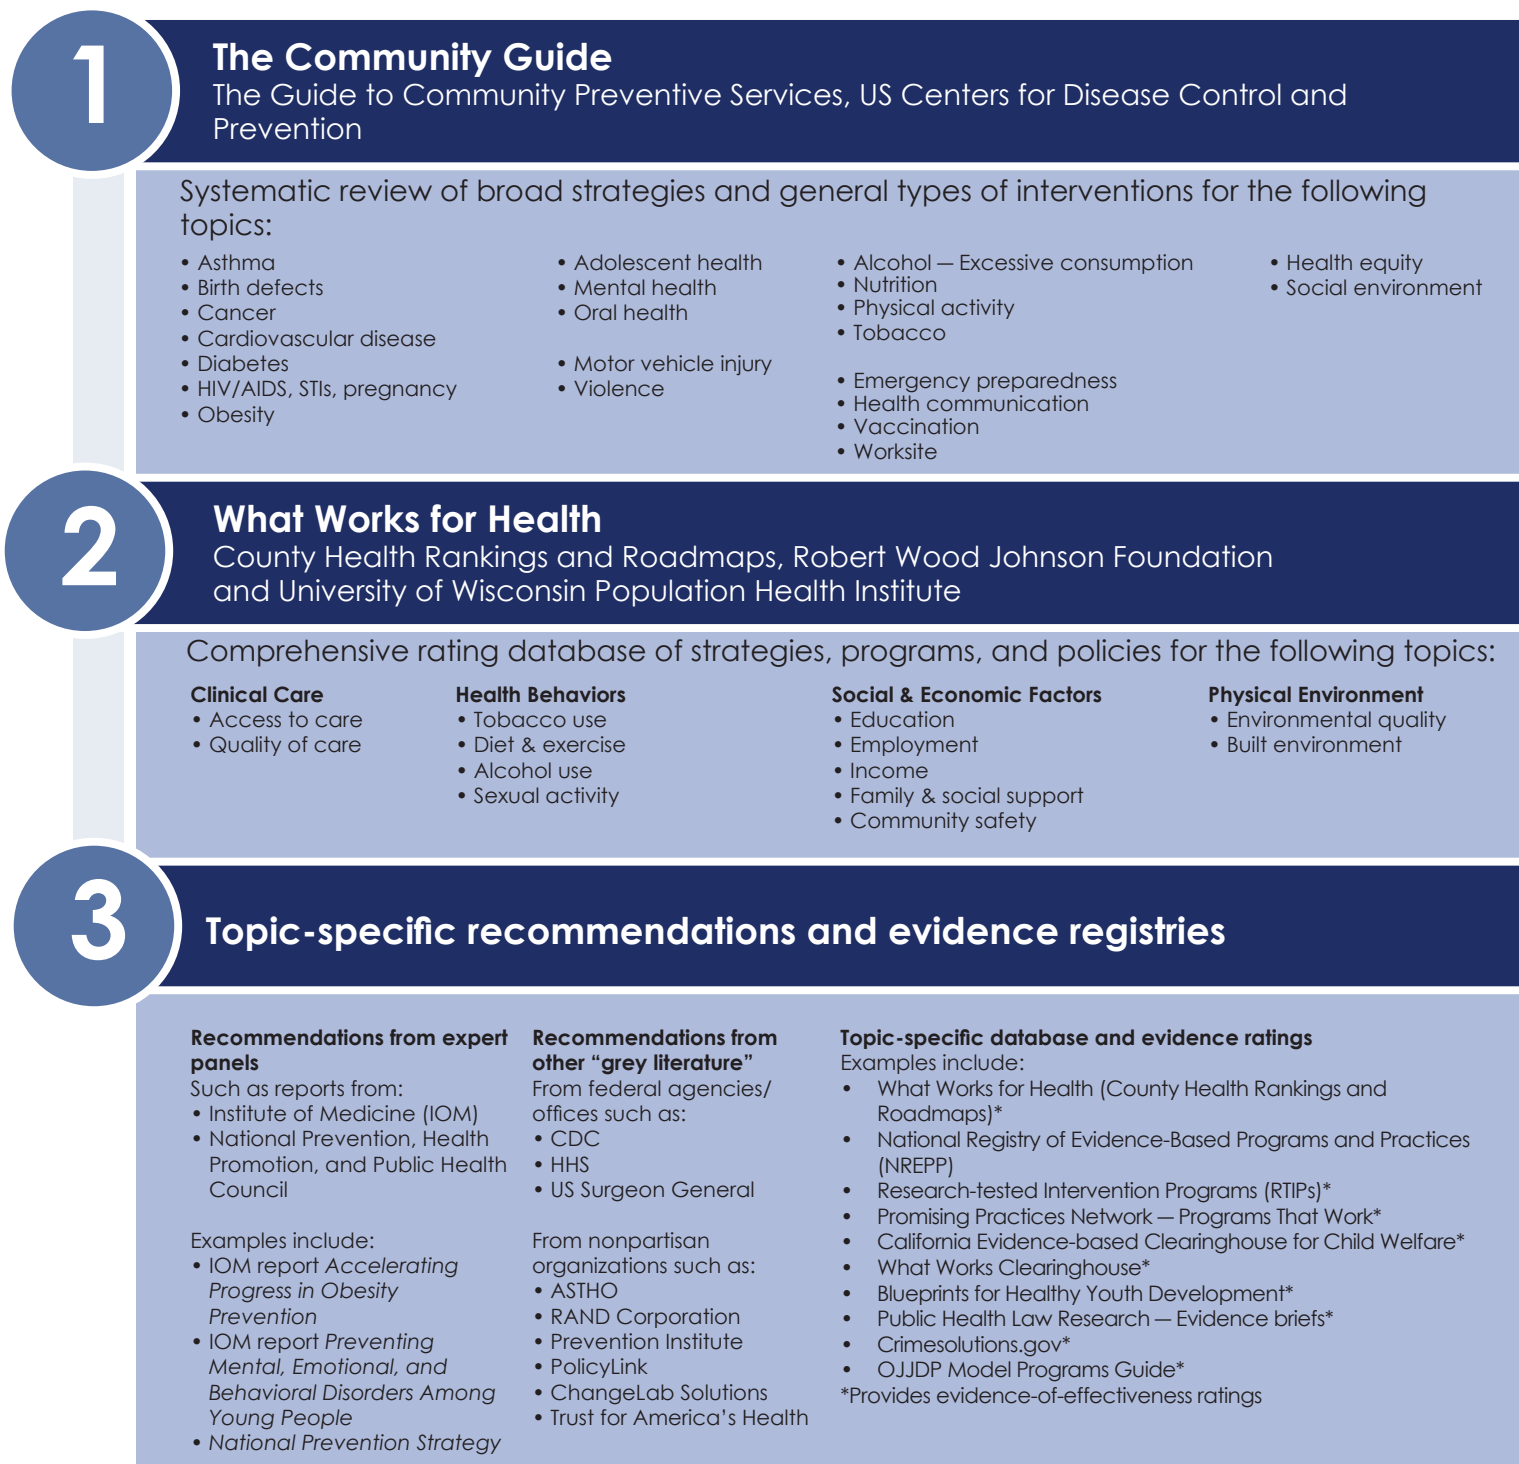 1
The Community Guide
The Guide to Community Preventive Services, US Centers for Disease Control and
Prevention
Systematic review of broad strategies and general types of interventions for the following
topics:
• Asthma
• Birth defects
• Cancer
• Cardiovascular disease
• Diabetes
• HIV/AIDS, STIs, pregnancy
• Obesity
• Adolescent health
• Mental health
• Oral health
• Motor vehicle injury
• Violence
• Alcohol — Excessive consumption
• Nutrition
• Physical activity
• Tobacco
• Emergency preparedness
• Health communication
• Vaccination
• Worksite
• Health equity
• Social environment
2
What Works for Health
County Health Rankings and Roadmaps, Robert Wood Johnson Foundation
and University of Wisconsin Population Health Institute
Comprehensive rating database of strategies, programs, and policies for the following topics:
Clinical Care
• Access to care
• Quality of care
Health Behaviors
• Tobacco use
• Diet & exercise
• Alcohol use
• Sexual activity
Social & Economic Factors
• Education
• Employment
• Income
• Family & social support
• Community safety
Physical Environment
• Environmental quality
• Built environment
3
Topic-specific recommendations and evidence registries
Recommendations from expert
panels
Such as reports from:
• Institute of Medicine (IOM)
• National Prevention, Health
Promotion, and Public Health
Council
Examples include:
• IOM report Accelerating
Progress in Obesity
Prevention
• IOM report Preventing
Mental, Emotional, and
Behavioral Disorders Among
Young People
• National Prevention Strategy
Recommendations from
other “grey literature”
From federal agencies/
offices such as:
• CDC
• HHS
• US Surgeon General
From nonpartisan
organizations such as:
• ASTHO
• RAND Corporation
• Prevention Institute
• PolicyLink
• ChangeLab Solutions
• Trust for America’s Health
Topic-specific database and evidence ratings
Examples include:
• What Works for Health (County Health Rankings and
Roadmaps)*
• National Registry of Evidence-Based Programs and Practices
(NREPP)
• Research-tested Intervention Programs (RTIPs)*
• Promising Practices Network — Programs That Work*
• California Evidence-based Clearinghouse for Child Welfare*
• What Works Clearinghouse*
• Blueprints for Healthy Youth Development*
• Public Health Law Research — Evidence briefs*
• Crimesolutions.gov*
• OJJDP Model Programs Guide*
*Provides evidence-of-effectiveness ratings